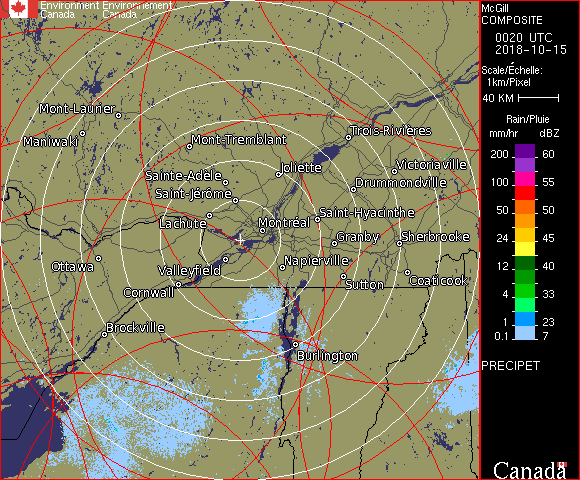 Environment Environnement
Canada Canada
McGill
COMPOSITE
0020 UTC
2018-10-15
Scale/Échelle:
1km/Pixel
40 KM
Rain/Pluie
mm/hr dBZ
200 60
100 55
50 50
24 45
12 40
4 33
1 23
0.1 7
PRECIPET
Canada
Mont-Laurier
Maniwaki
Mont-Tremblant
Trois-Rivières
Joliette
Victoriaville
Sainte-Adèle
Drummondville
Saint-Jérôme
Saint-Hyacinthe
Lachute
Montréal
Granby
Sherbrooke
Ottawa
Valleyfield
Napierville
Cornwall
Sutton
Coaticook
Brockville
Burlington